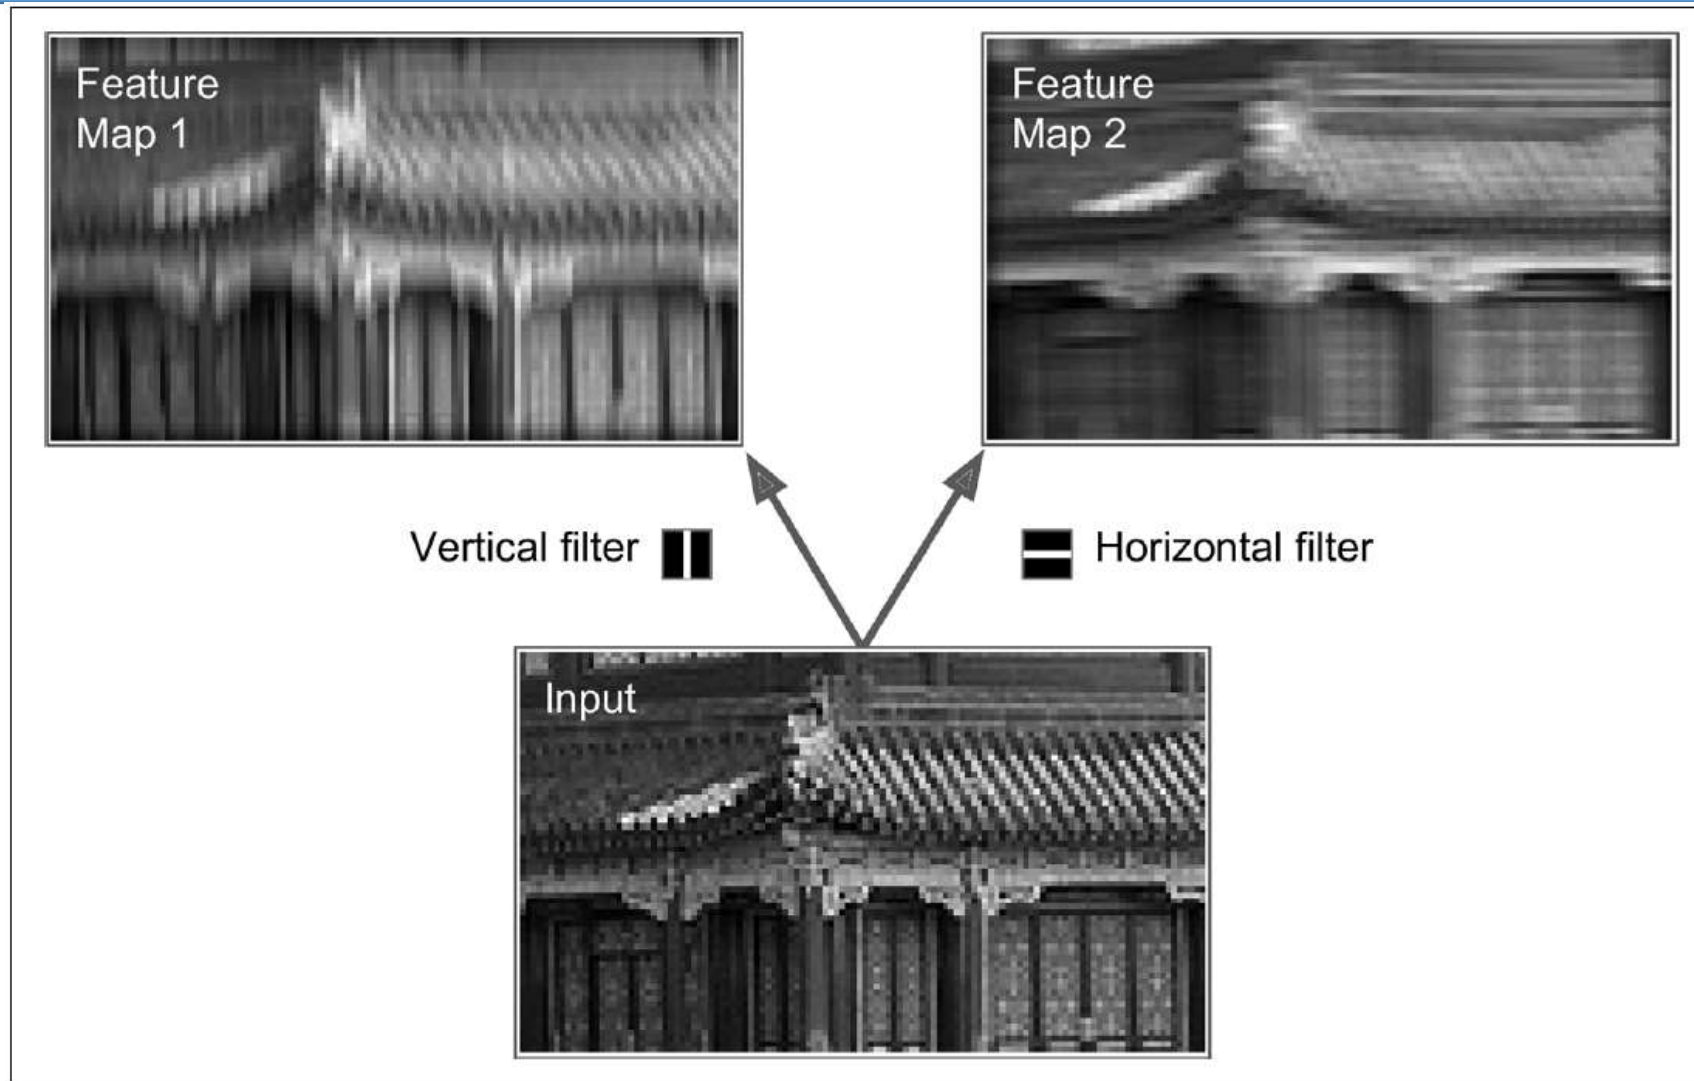 Feature
Map 1
Feature
Map 2
Vertical filter
Horizontal filter
Input